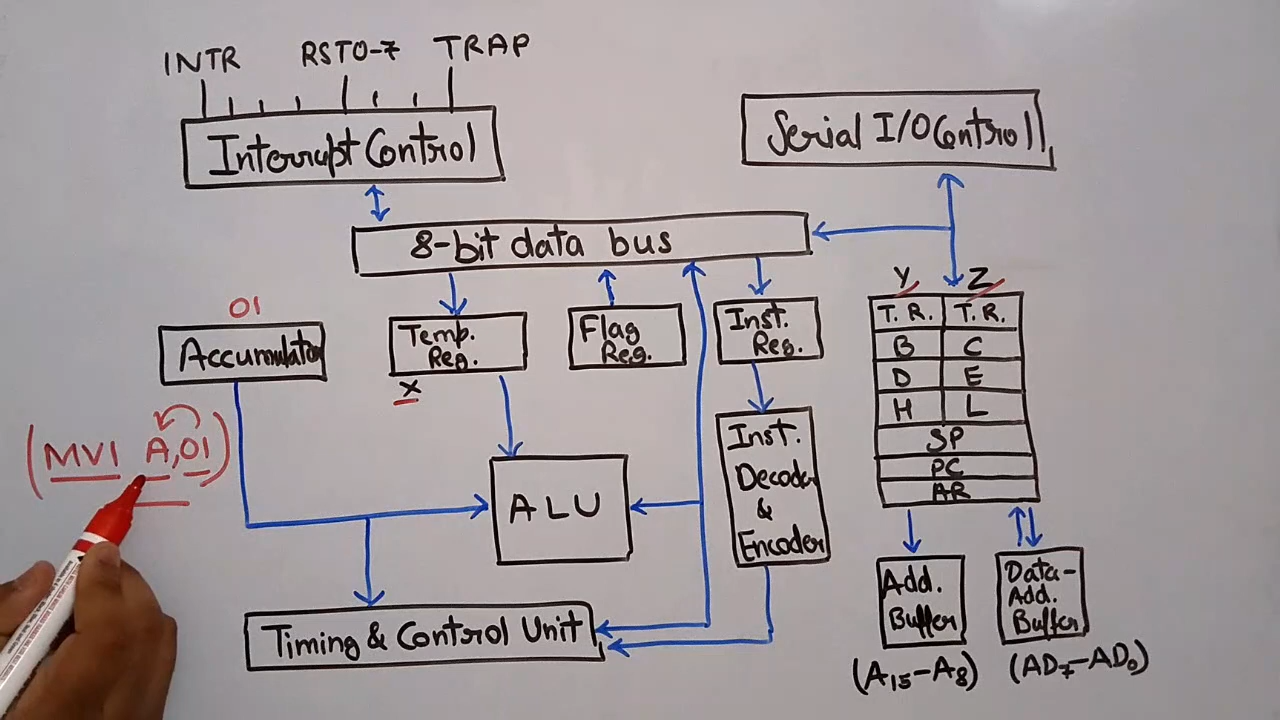 INTR RST0-7 TRAP
Interrupt Control
Serial I/O Control
8-bit data bus
Y Z
01
Accumulator
Temp.
Reg.
X
Flag
Reg.
Inst.
Reg.
T.R. T.R.
B C
D E
H L
SP
PC
AR
(MVI A,01)
ALU
Inst.
Decoder
&
Encoder
Add.
Buffer
(A15-A8)
Data-
Add.
Buffer
(AD7-AD0)
Timing & Control Unit